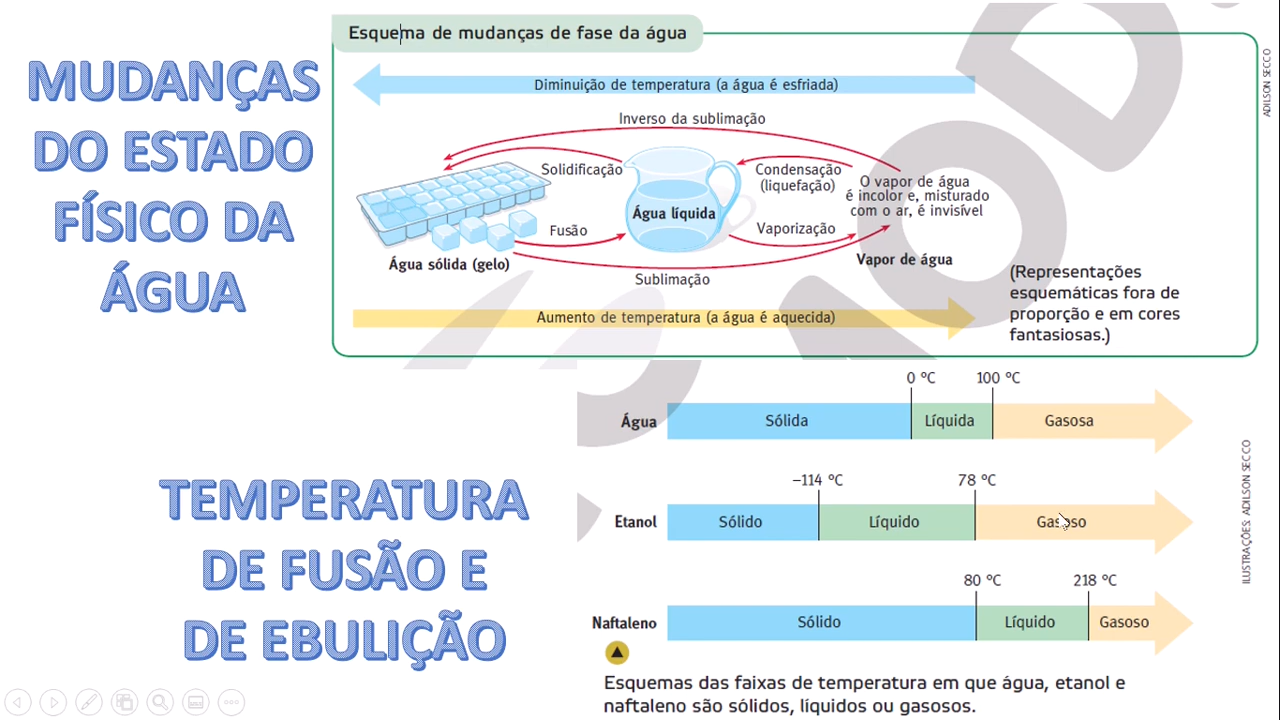 MUDANÇAS
DO ESTADO
FÍSICO DA
ÁGUA
Esquema de mudanças de fase da água
Diminuição de temperatura (a água é esfriada)
Inverso da sublimação
Solidificação
Condensação
(liquefação)
O vapor de água
é incolor e, misturado
com o ar, é invisível
Água líquida
Fusão
Vaporização
Água sólida (gelo)
Vapor de água
Sublimação
Aumento de temperatura (a água é aquecida)
(Representações
esquemáticas fora de
proporção e em cores
fantasiosas.)
ADILSON SECCO
TEMPERATURA
DE FUSÃO E
DE EBULIÇÃO
0 °C 100 °C
Água Sólida Líquida Gasosa
–114 °C 78 °C
Etanol Sólido Líquido Gasoso
80 °C 218 °C
Naftaleno Sólido Líquido Gasoso
Esquemas das faixas de temperatura em que água, etanol e
naftaleno são sólidos, líquidos ou gasosos.
ILUSTRAÇÕES: ADILSON SECCO